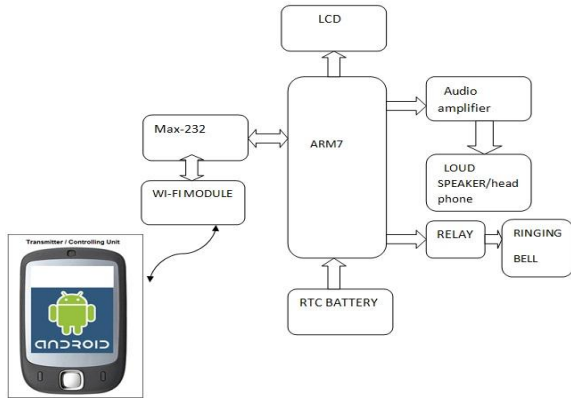 LCD
Audio
amplifier
Max-232
ARM7
LOUD
SPEAKER/head
phone
WI-FI MODULE
Transmitter / Controlling Unit
RELAY
RINGING
BELL
RTC BATTERY
ANDROID